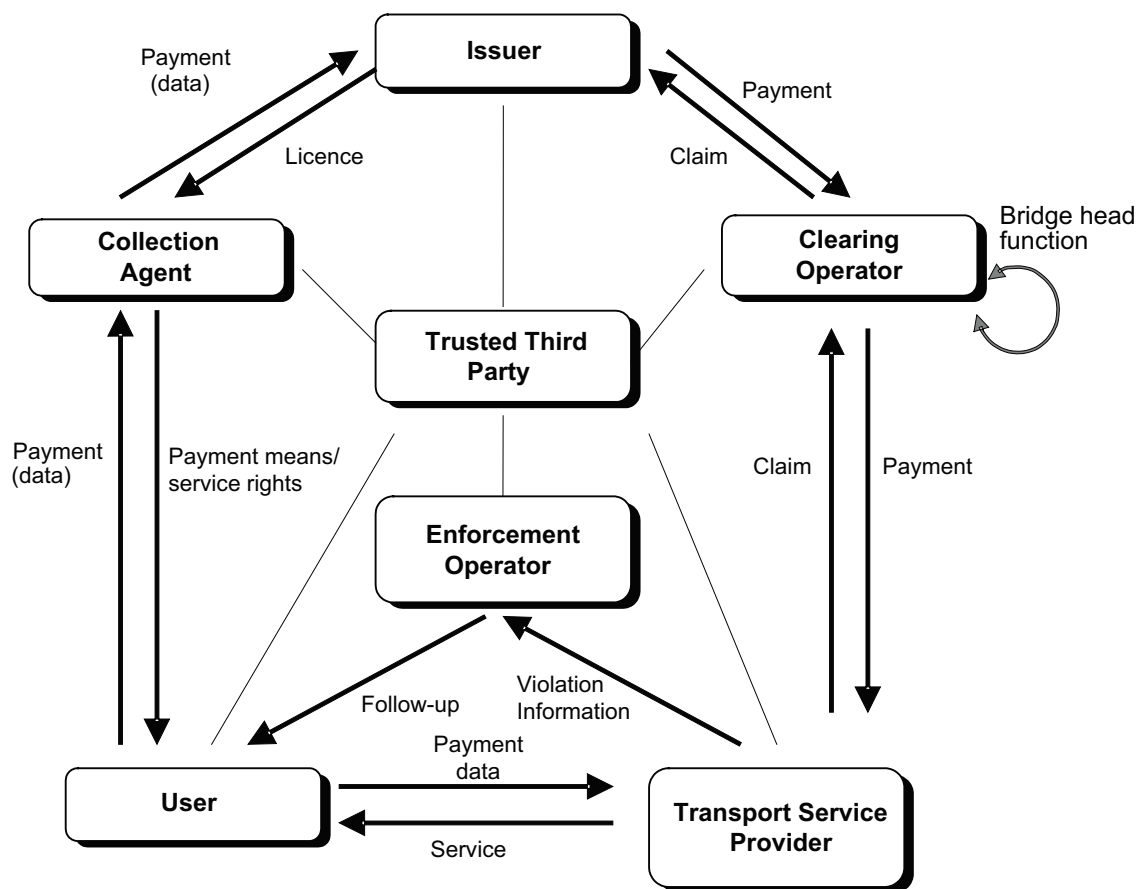 Issuer
Payment
(data)
Payment
Licence
Claim
Collection
Agent
Clearing
Operator
Bridge head
function
Trusted Third
Party
Payment
(data)
Payment means/
service rights
Claim
Payment
Enforcement
Operator
Follow-up
Violation
Information
Payment
data
User
Transport Service
Provider
Service